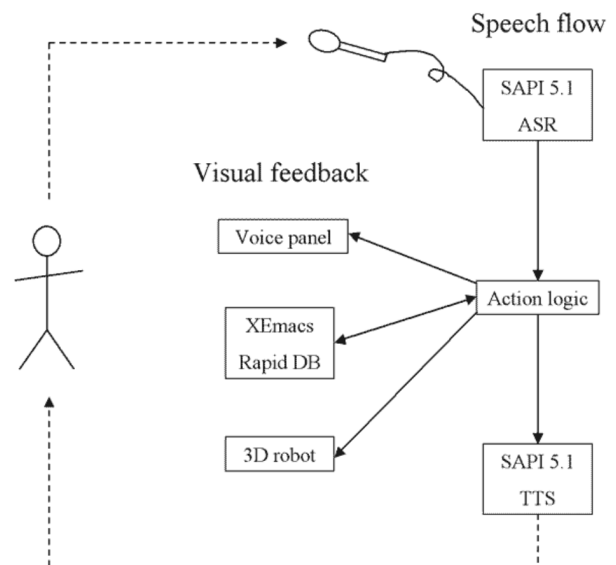 Speech flow
SAPI 5.1
ASR
Visual feedback
Voice panel
Action logic
XEmacs
Rapid DB
3D robot
SAPI 5.1
TTS